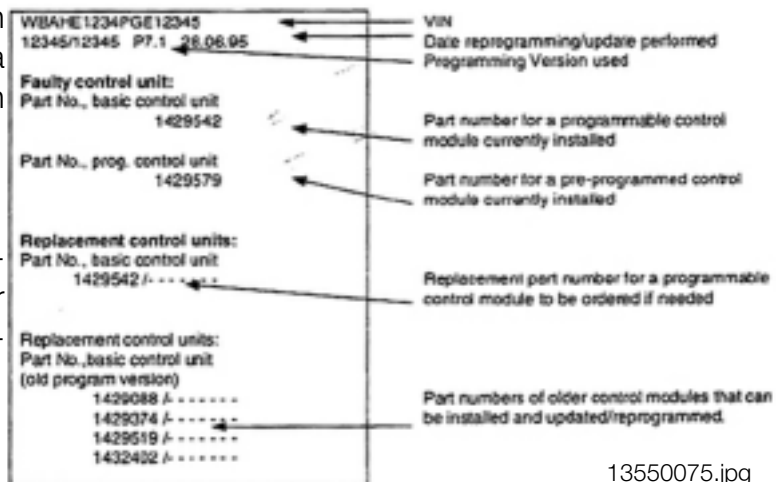 WBAHE1234PGE12345
12345/12345 P7.1 28.06.95
Faulty control unit:
Part No., basic control unit
1429542
Part No., prog. control unit
1429579
Replacement control units:
Part No., basic control unit
1429542 /- - - - - - -
Replacement control units:
Part No.,basic control unit
(old program version)
1429088 /- - - - - - -
1429374 /- - - - - - -
1429519 /- - - - - - -
1432402 /- - - - - - -
VIN
Date reprogramming/update performed
Programming Version used
Part number for a programmable control
module currently installed
Part number for a pre-programmed control
module currently installed
Replacement part number for a programmable
control module to be ordered if needed
Part numbers of older control modules that can
be installed and updated/reprogrammed.
13550075.jpg